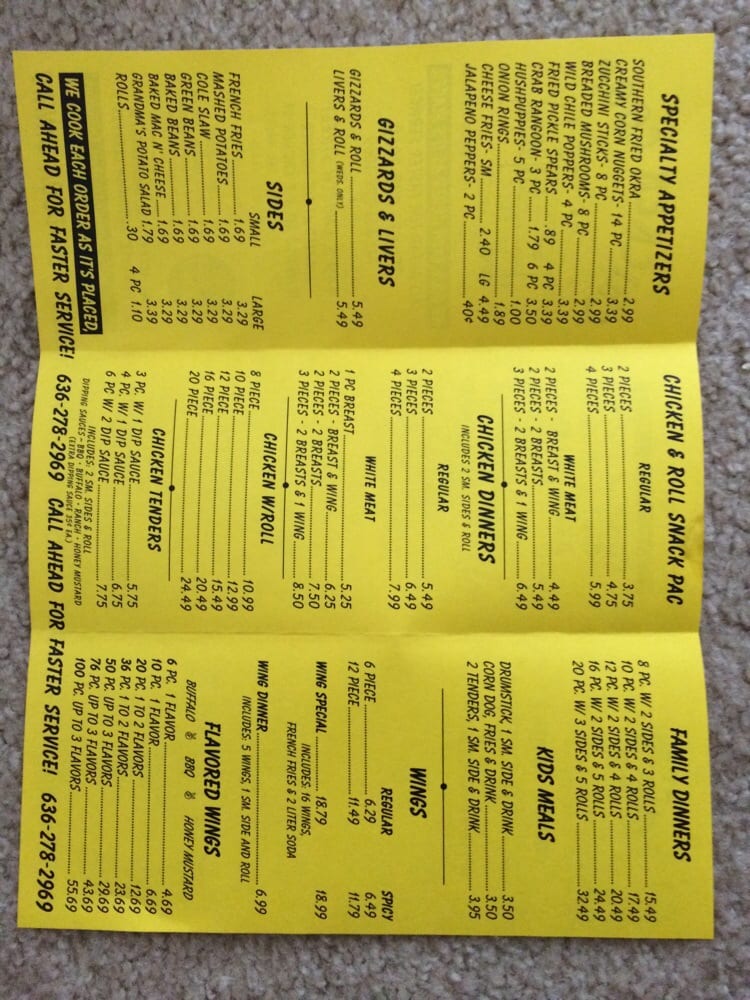 SPECIALTY APPETIZERS
SOUTHERN FRIED OKRA 2.99
CREAMY CORN NUGGETS- 14 PC 3.39
ZUCCHINI STICKS- 8 PC 2.99
BREADED MUSHROOMS- 8 PC 2.99
WILD CHILE POPPERS- 4 PC 3.39
FRIED PICKLE SPEARS .89 4 PC 3.39
CRAB RANGOON- 3 PC 1.79 6 PC 3.50
HUSHPUPPIES- 5 PC 1.00
ONION RINGS 1.89
CHEESE FRIES- SM 2.40 LG 4.49
JALAPENO PEPPERS- 2 PC 40¢
GIZZARDS & LIVERS
GIZZARDS & ROLL 5.49
LIVERS & ROLL (WEDS. ONLY) 5.49
SIDES
SMALL LARGE
FRENCH FRIES 1.69 3.29
MASHED POTATOES 1.69 3.29
COLE SLAW 1.69 3.29
GREEN BEANS 1.69 3.29
BAKED BEANS 1.69 3.29
BAKED MAC N' CHEESE 1.69 3.29
GRANDMA'S POTATO SALAD 1.79 3.39
ROLLS .30 4 PC 1.10
WE COOK EACH ORDER AS IT'S PLACED.
CHICKEN & ROLL SNACK PAC
REGULAR
2 PIECES 3.75
3 PIECES 4.75
4 PIECES 5.99
WHITE MEAT
2 PIECES - BREAST & WING 4.49
2 PIECES - 2 BREASTS 5.49
3 PIECES - 2 BREASTS & 1 WING 6.49
CHICKEN DINNERS
INCLUDES 2 SM. SIDES & ROLL
REGULAR
2 PIECES 5.49
3 PIECES 6.49
4 PIECES 7.99
WHITE MEAT
1 PC BREAST 5.25
2 PIECES - BREAST & WING 6.25
2 PIECES - 2 BREASTS 7.50
3 PIECES - 2 BREASTS & 1 WING 8.50
CHICKEN W/ROLL
8 PIECE 10.99
10 PIECE 12.99
12 PIECE 15.49
16 PIECE 20.49
20 PIECE 24.49
CHICKEN TENDERS
3 PC. W/ 1 DIP SAUCE 5.75
4 PC. W/ 1 DIP SAUCE 6.75
6 PC W/ 2 DIP SAUCE 7.75
INCLUDES: 2 SM. SIDES & ROLL
DIPPING SAUCES - BBQ - BUFFALO - RANCH - HONEY MUSTARD
(EXTRA DIPPING SAUCE 35¢ EA.)
FAMILY DINNERS
8 PC. W/ 2 SIDES & 3 ROLLS 15.49
10 PC. W/ 2 SIDES & 4 ROLLS 17.49
12 PC. W/ 2 SIDES & 4 ROLLS 20.49
16 PC. W/ 2 SIDES & 5 ROLLS 24.49
20 PC. W/ 3 SIDES & 5 ROLLS 32.49
KIDS MEALS
DRUMSTICK, 1 SM. SIDE & DRINK 3.50
CORN DOG, FRIES & DRINK 3.50
2 TENDERS, 1 SM. SIDE & DRINK 3.95
WINGS
REGULAR SPICY
6 PIECE 6.29 6.49
12 PIECE 11.49 11.79
WING SPECIAL 18.79 18.99
INCLUDES: 16 WINGS,
FRENCH FRIES & 2 LITER SODA
WING DINNER 6.99
INCLUDES: 5 WINGS, 1 SM. SIDE AND ROLL
FLAVORED WINGS
BUFFALO BBQ HONEY MUSTARD
6 PC. 1 FLAVOR 4.69
10 PC. 1 FLAVOR 6.69
20 PC. 1 TO 2 FLAVORS 12.69
36 PC. 1 TO 2 FLAVORS 23.69
50 PC. UP TO 3 FLAVORS 29.69
76 PC. UP TO 3 FLAVORS 43.69
100 PC. UP TO 3 FLAVORS 55.69
CALL AHEAD FOR FASTER SERVICE! 636-278-2969 CALL AHEAD FOR FASTER SERVICE! 636-278-2969